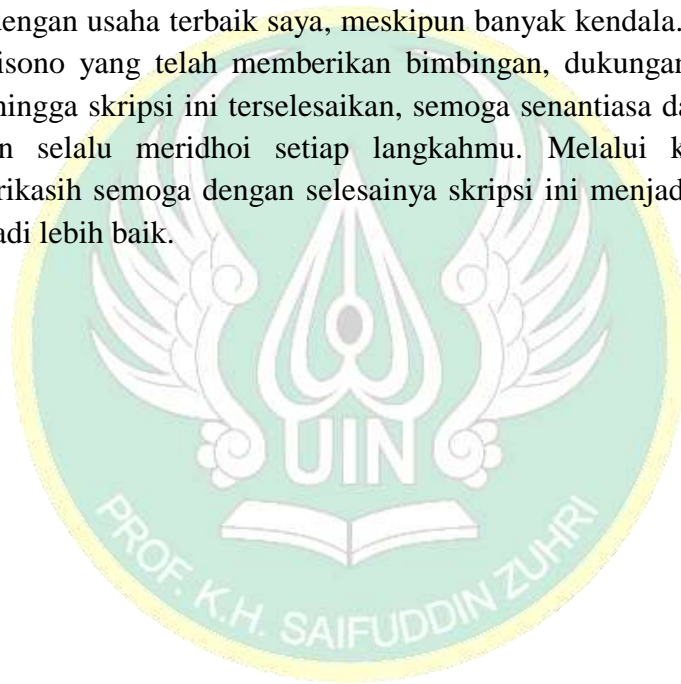 dengan usaha terbaik saya, meskipun banyak kendala.
isono yang telah memberikan bimbingan, dukungan
hingga skripsi ini terselesaikan, semoga senantiasa da
n selalu meridhoi setiap langkahmu. Melalui k
rikasih semoga dengan selesainya skripsi ini menjad
adi lebih baik.
UIN
PROF. K.H. SAIFUDDIN ZUHRI